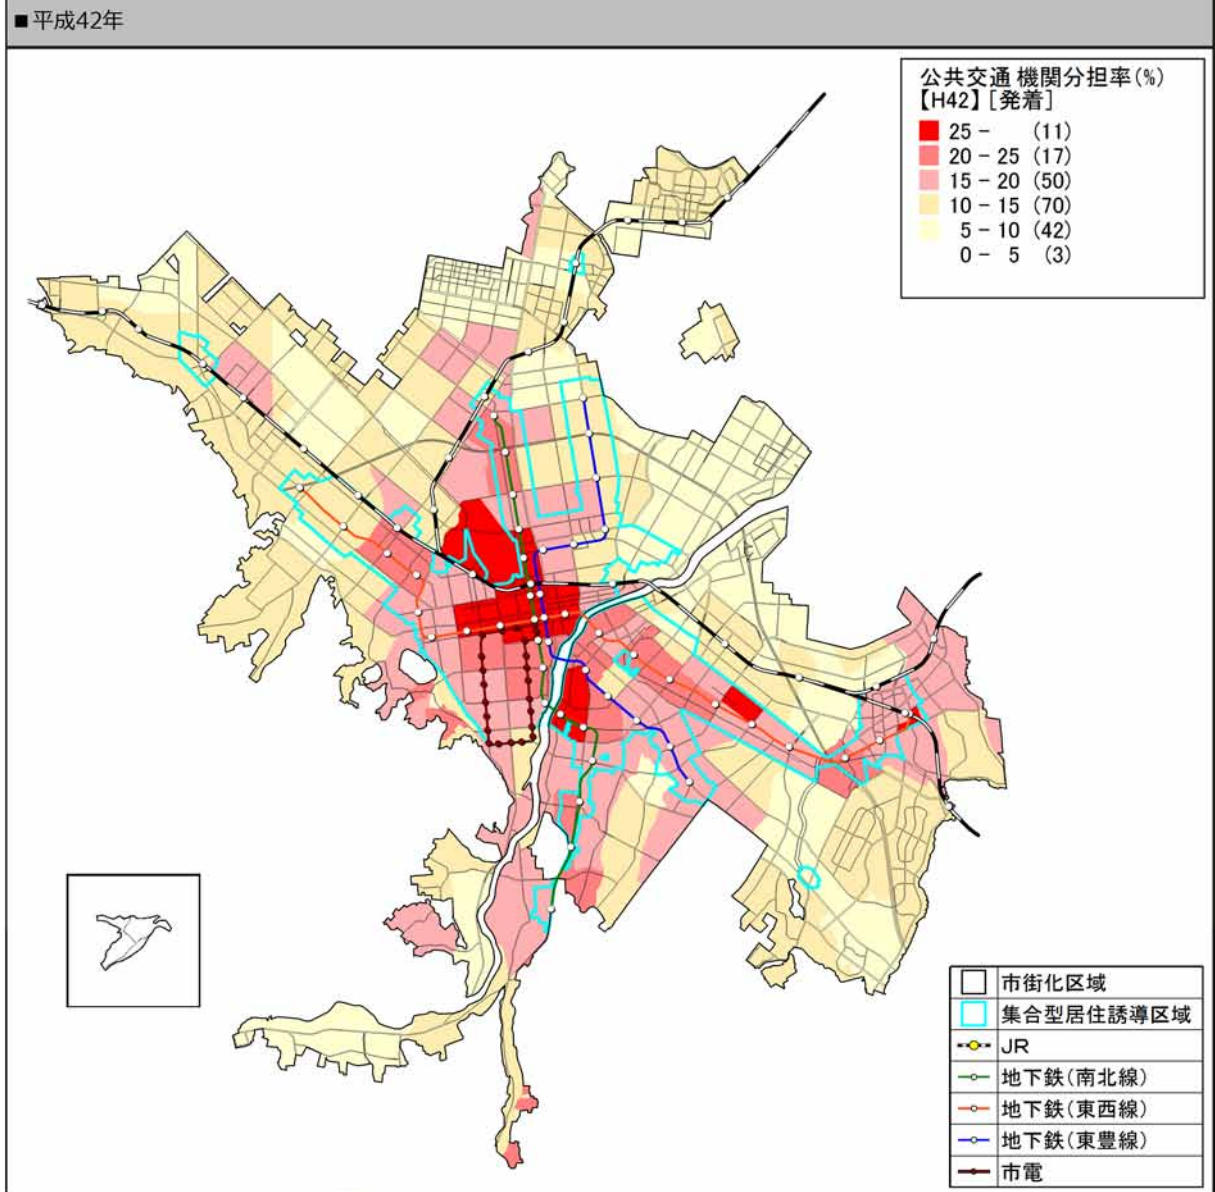 ■平成42年
公共交通機関分担率(%)
【H42】[発着]
25 - (11)
20 - 25 (17)
15 - 20 (50)
10 - 15 (70)
5 - 10 (42)
0 - 5 (3)
市街化区域
集合型居住誘導区域
JR
地下鉄(南北線)
地下鉄(東西線)
地下鉄(東豊線)
市電